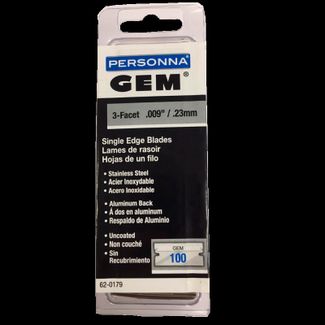 PERSONNA
GEM®
3-Facet .009" / .23mm
Single Edge Blades
Lames de rasoir
Hojas de un filo
• Stainless Steel
• Acier Inoxydable
• Acero Inoxidable
• Aluminum Back
• À dos en aluminum
• Respaldo de Aluminio
• Uncoated
• Non couché
• Sin
Recubrimiento
GEM
100
62-0179